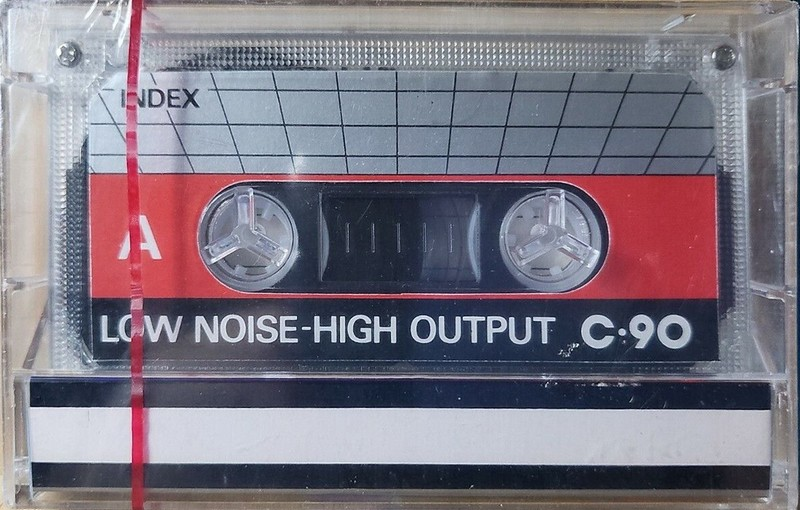 INDEX
A
LOW NOISE-HIGH OUTPUT C·90